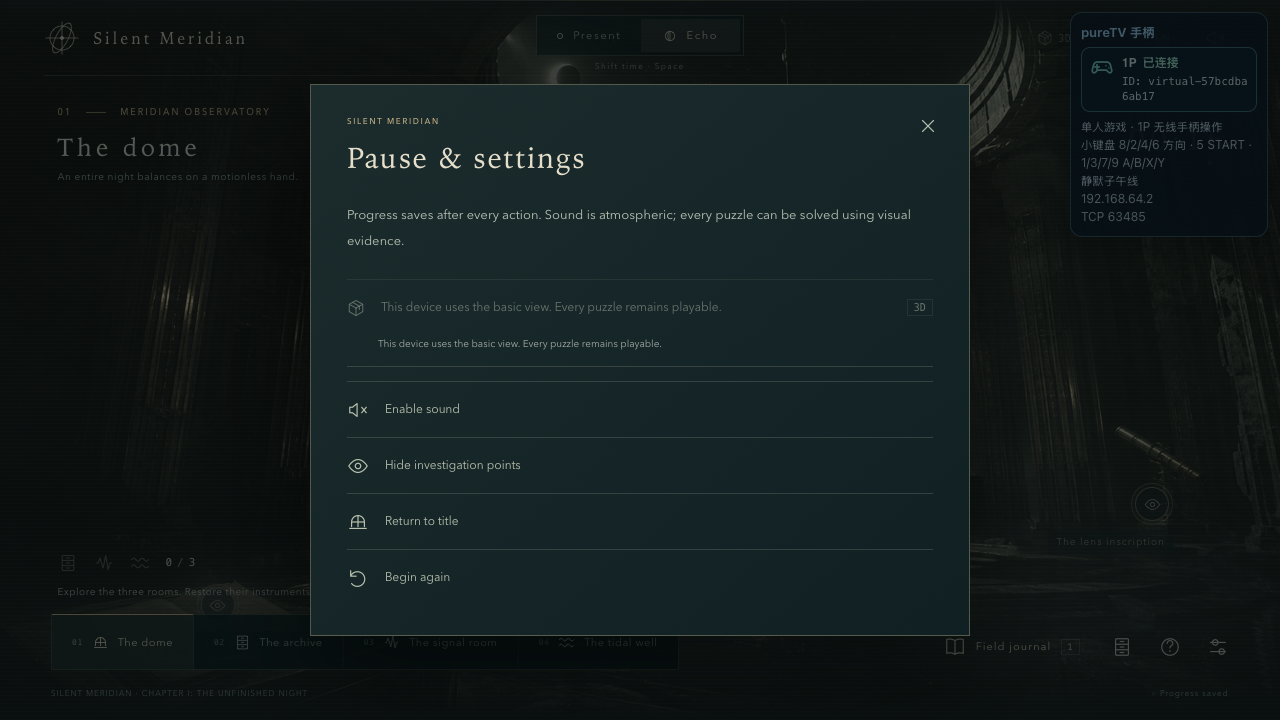 Silent Meridian
Present
Echo
Shift time · Space
3D
01 — MERIDIAN OBSERVATORY
The dome
An entire night balances on a motionless hand.
SILENT MERIDIAN
Pause & settings
Progress saves after every action. Sound is atmospheric; every puzzle can be solved using visual
evidence.
This device uses the basic view. Every puzzle remains playable.
3D
This device uses the basic view. Every puzzle remains playable.
Enable sound
Hide investigation points
Return to title
Begin again
pureTV 手柄
1P 已连接
ID: virtual-57bcdba
6ab17
单人游戏 · 1P 无线手柄操作
小键盘 8/2/4/6 方向 · 5 START ·
1/3/7/9 A/B/X/Y
静默子午线
192.168.64.2
TCP 63485
The lens inscription
0 / 3
Explore the three rooms. Restore their instruments
01 The dome
02 The archive
03 The signal room
04 The tidal well
Field journal 1
SILENT MERIDIAN · CHAPTER I: THE UNFINISHED NIGHT
Progress saved